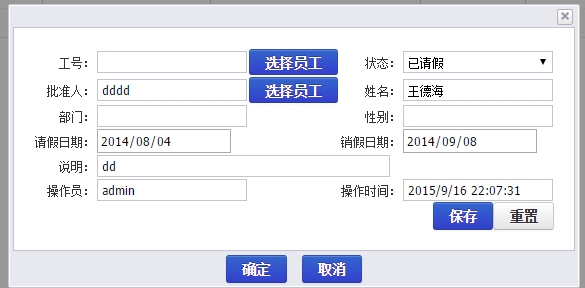 工号： 选择员工 状态： 已请假
批准人： dddd 选择员工 姓名： 王德海
部门： 性别：
请假日期： 2014/08/04 销假日期： 2014/09/08
说明： dd
操作员： admin 操作时间： 2015/9/16 22:07:31
保存 重置
确定 取消